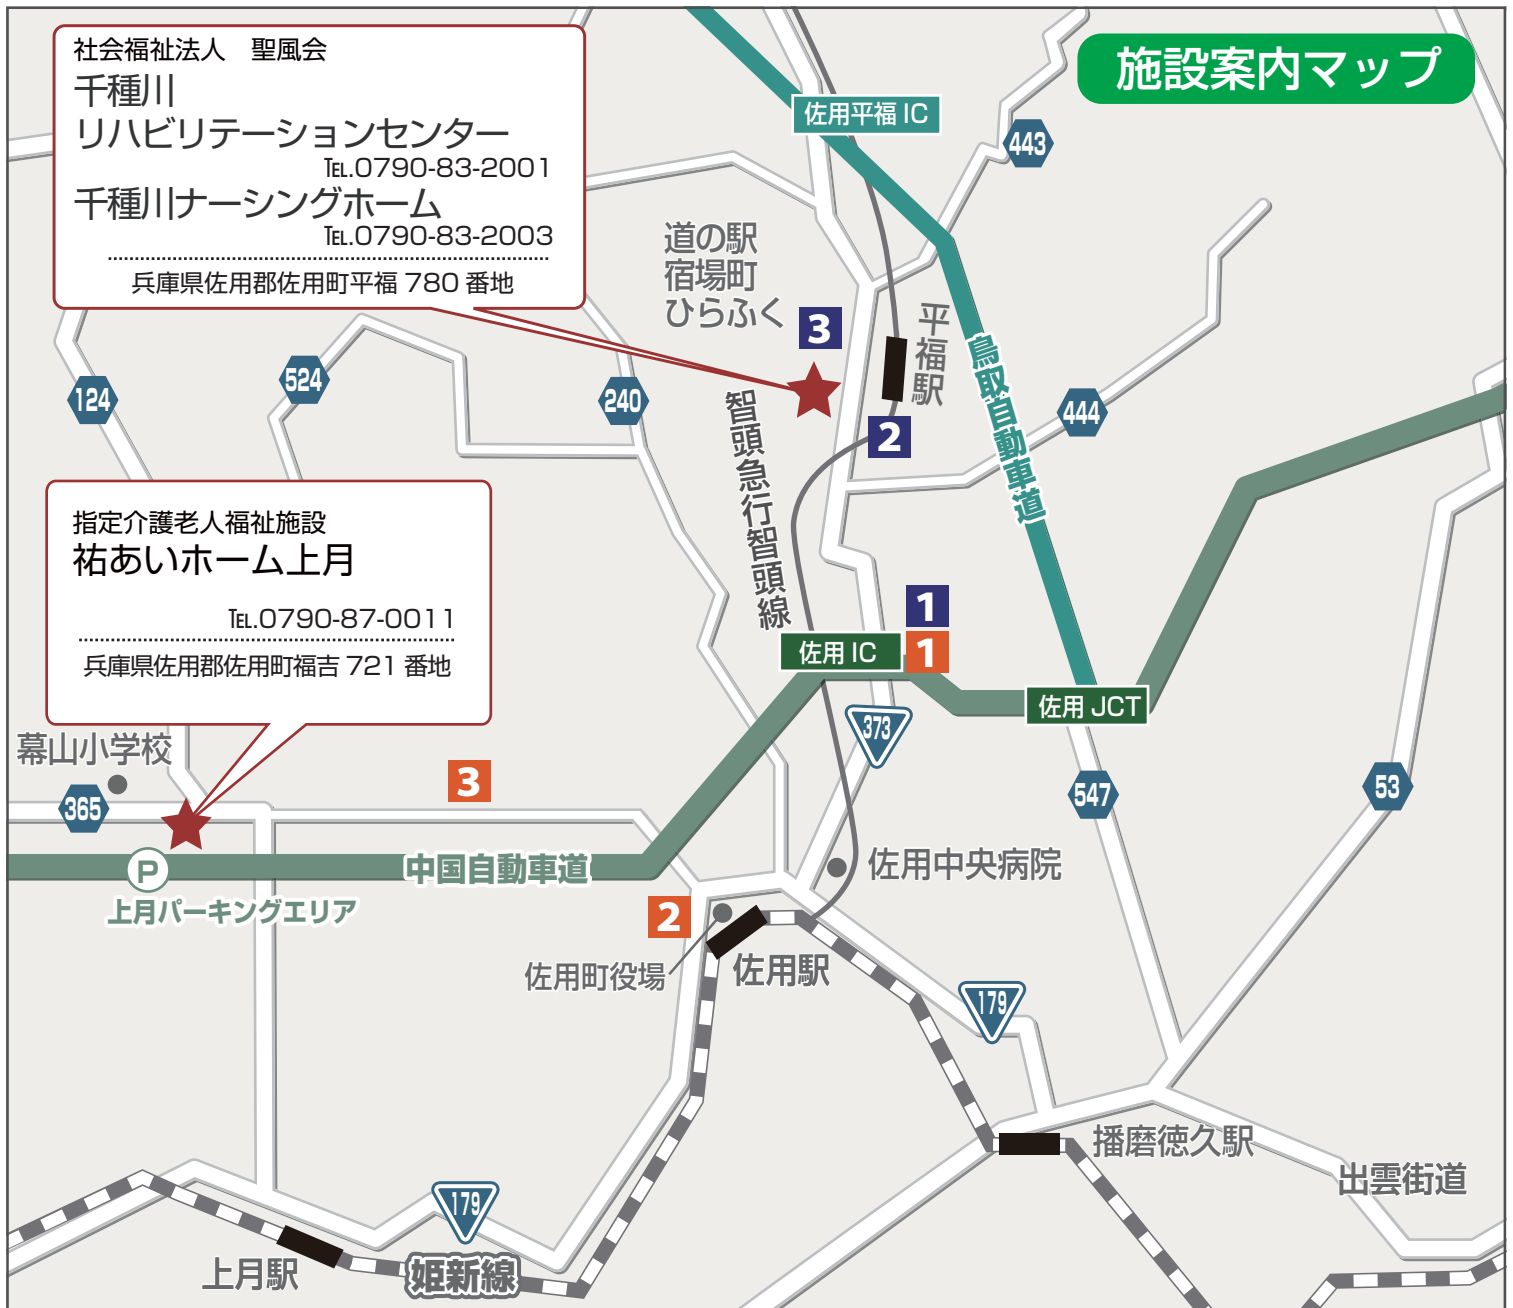 社会福祉法人　聖風会
千種川
リハビリテーションセンター
TEL.0790-83-2001
千種川ナーシングホーム
TEL.0790-83-2003
兵庫県佐用郡佐用町平福 780 番地
施設案内マップ
佐用平福 IC
443
道の駅
宿場町
ひらふく
3
平福駅
鳥取自動車道
124
524
240
444
2
智頭急行智頭線
指定介護老人福祉施設
祐あいホーム上月
TEL.0790-87-0011
兵庫県佐用郡佐用町福吉 721 番地
1
佐用 IC
1
佐用 JCT
373
幕山小学校
365
3
547
53
中国自動車道
P
上月パーキングエリア
佐用中央病院
2
佐用町役場
佐用駅
179
播磨徳久駅
出雲街道
179
上月駅
姫新線